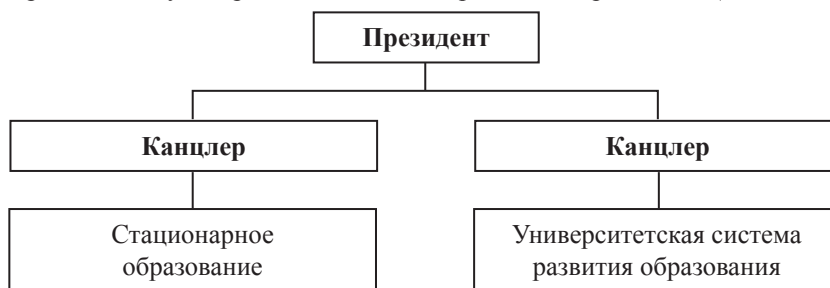 Президент
Канцлер
Канцлер
Стационарное
образование
Университетская система
развития образования